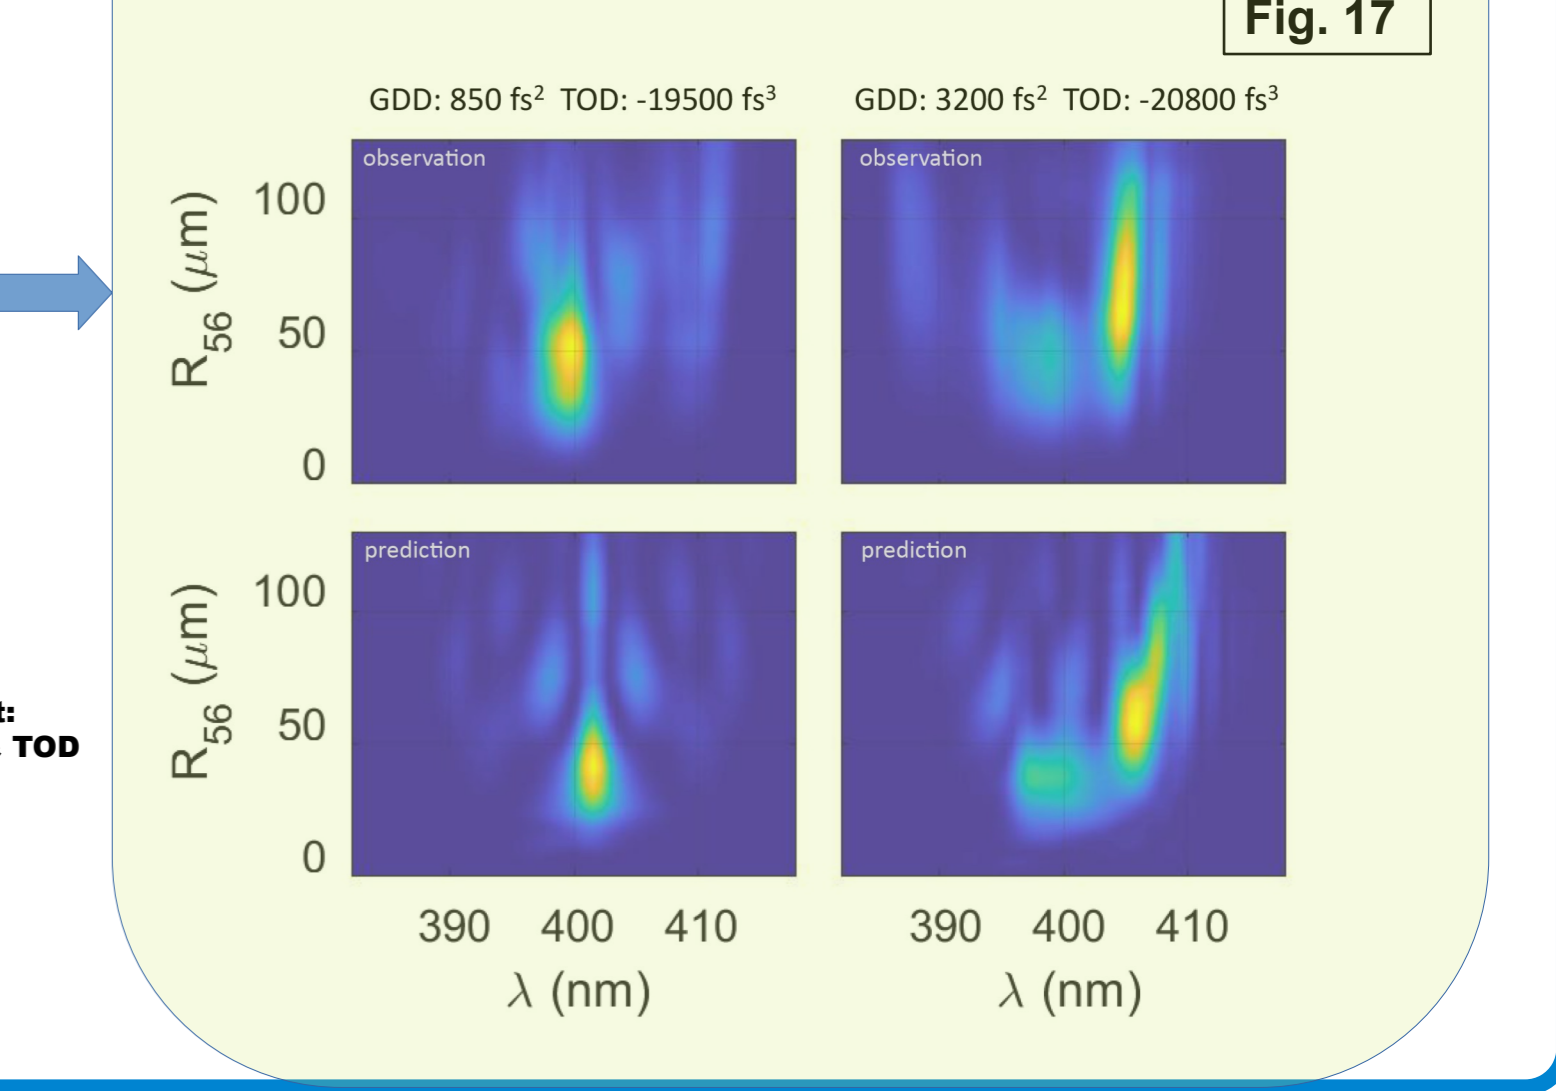 Fig. 17
GDD: 850 fs² TOD: -19500 fs³
GDD: 3200 fs² TOD: -20800 fs³
observation
observation
R₅₆ (μm)
100
50
0
prediction
prediction
R₅₆ (μm)
100
50
0
t:
TOD
390 400 410
390 400 410
λ (nm)
λ (nm)